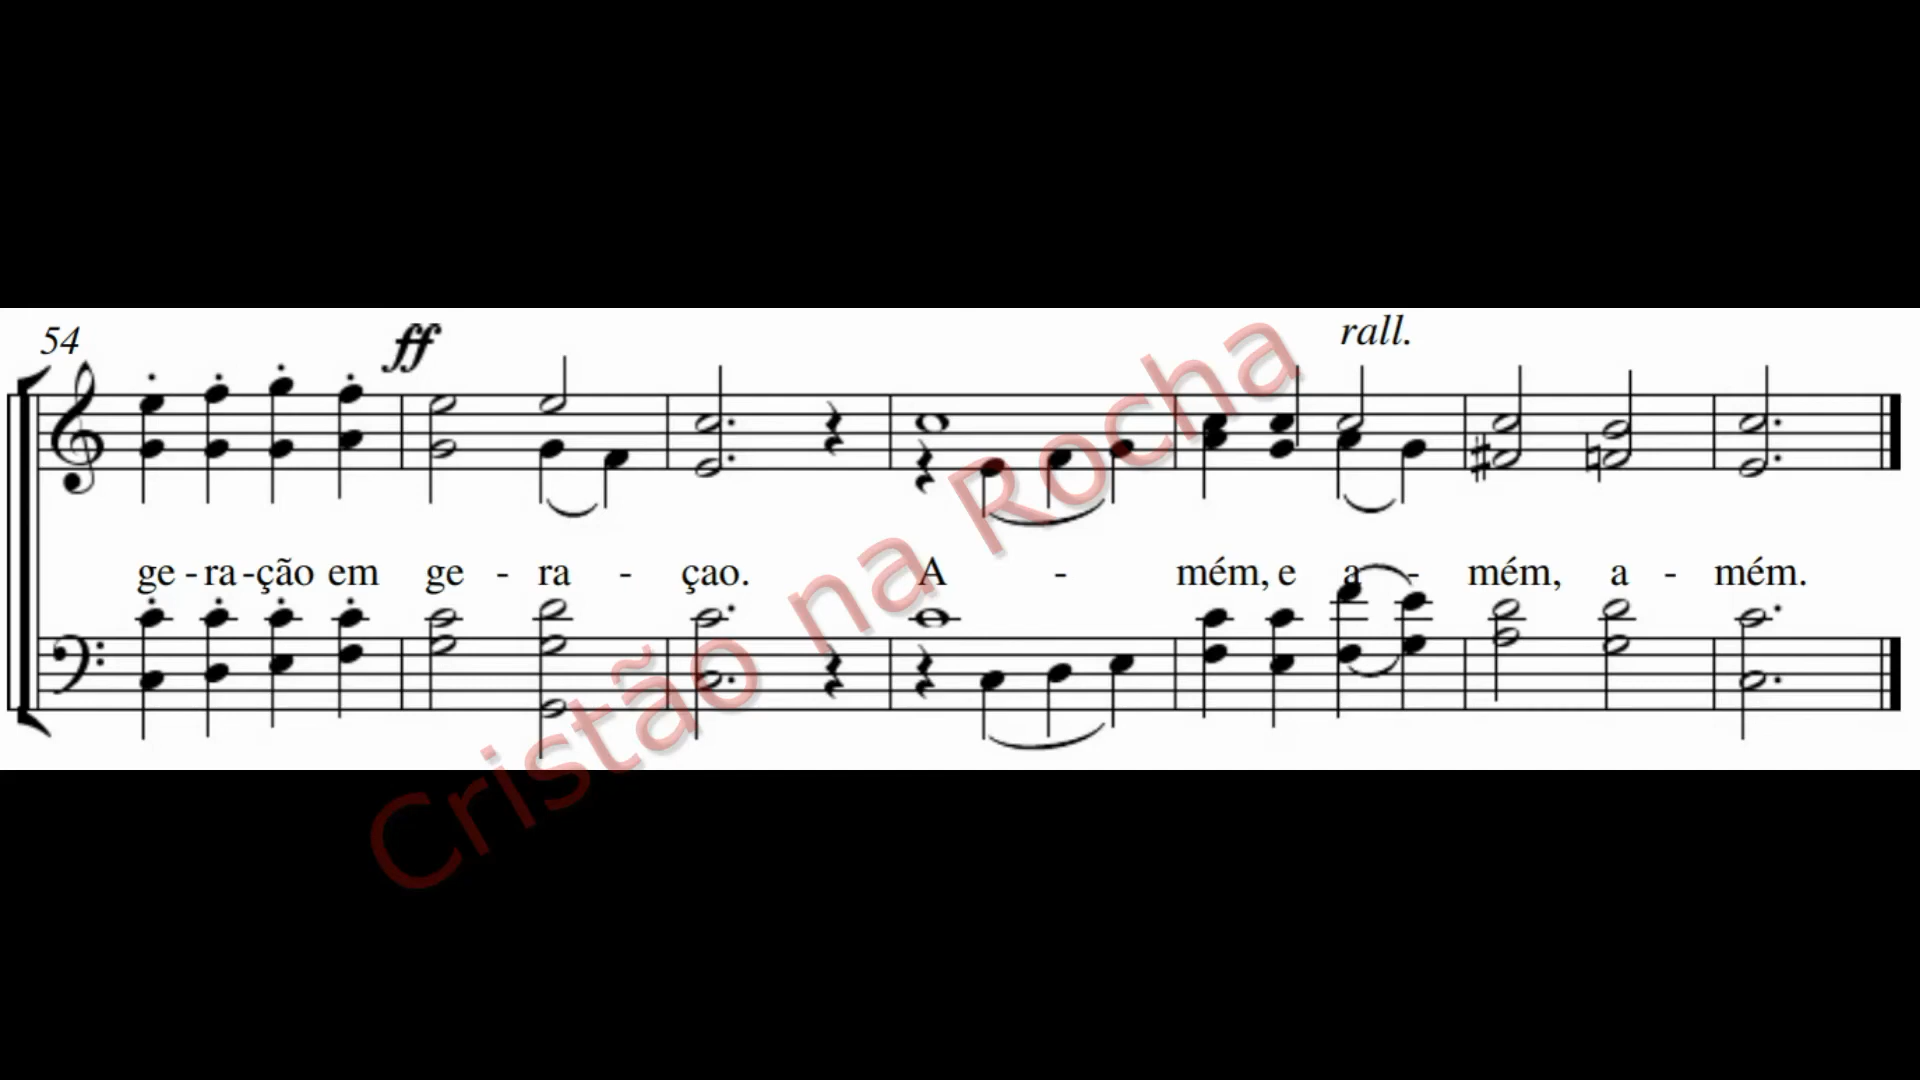 54
ff
rall.
ge - ra -ção em ge - ra - çao. A - mém, e a - mém, a - mém.
Cristão na Rocha